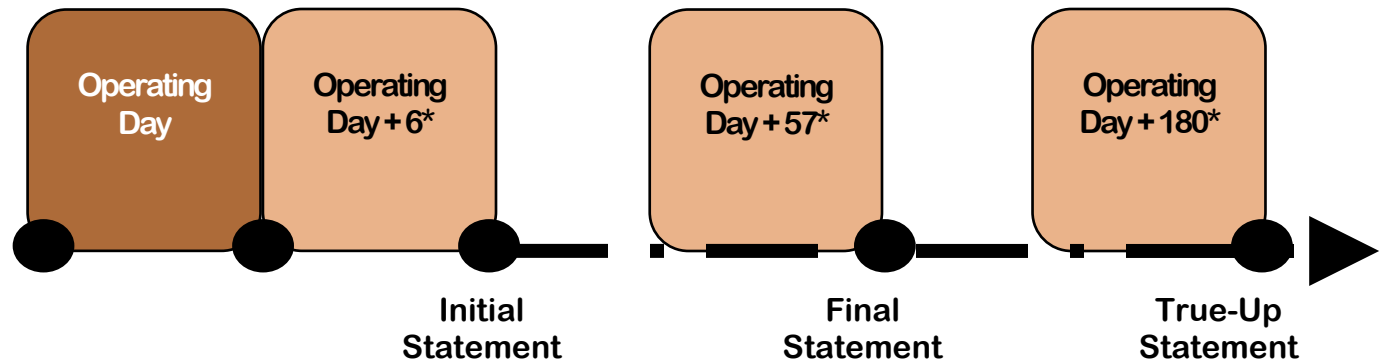 Operating
Day
Operating
Day + 6*
Operating
Day + 57*
Operating
Day + 180*
Initial
Statement
Final
Statement
True-Up
Statement